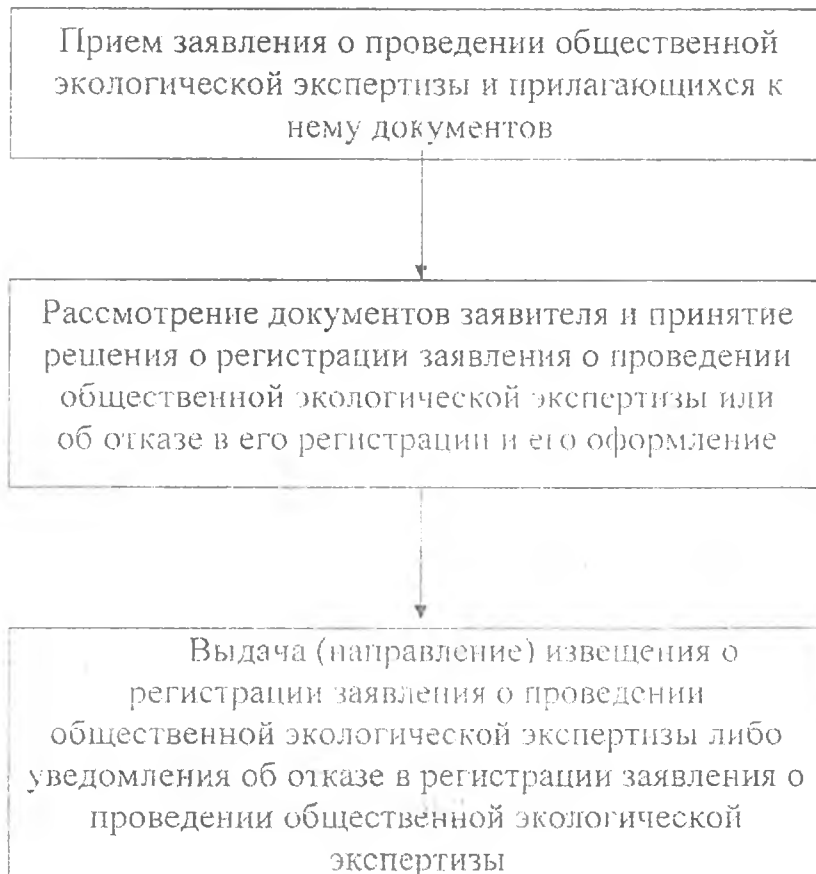 Прием заявления о проведении общественной
экологической экспертизы и прилагающихся к
нему документов
Рассмотрение документов заявителя и принятие
решения о регистрации заявления о проведении
общественной экологической экспертизы или
об отказе в его регистрации и его оформление
Выдача (направление) извещения о
регистрации заявления о проведении
общественной экологической экспертизы либо
уведомления об отказе в регистрации заявления о
проведении общественной экологической
экспертизы